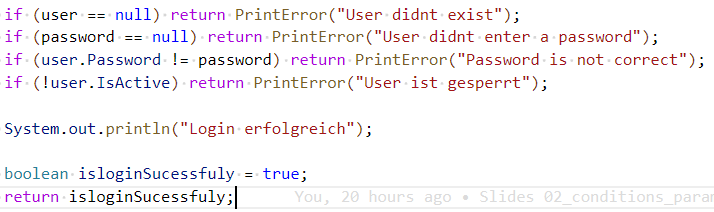 if (user == null) return PrintError("User didnt exist");
if (password == null) return PrintError("User didnt enter a password");
if (user.Password != password) return PrintError("Password is not correct");
if (!user.IsActive) return PrintError("User ist gesperrt");
System.out.println("Login erfolgreich");
boolean isloginSucessfuly = true;
return isloginSucessfuly; You, 20 hours ago • Slides 02_conditions_param